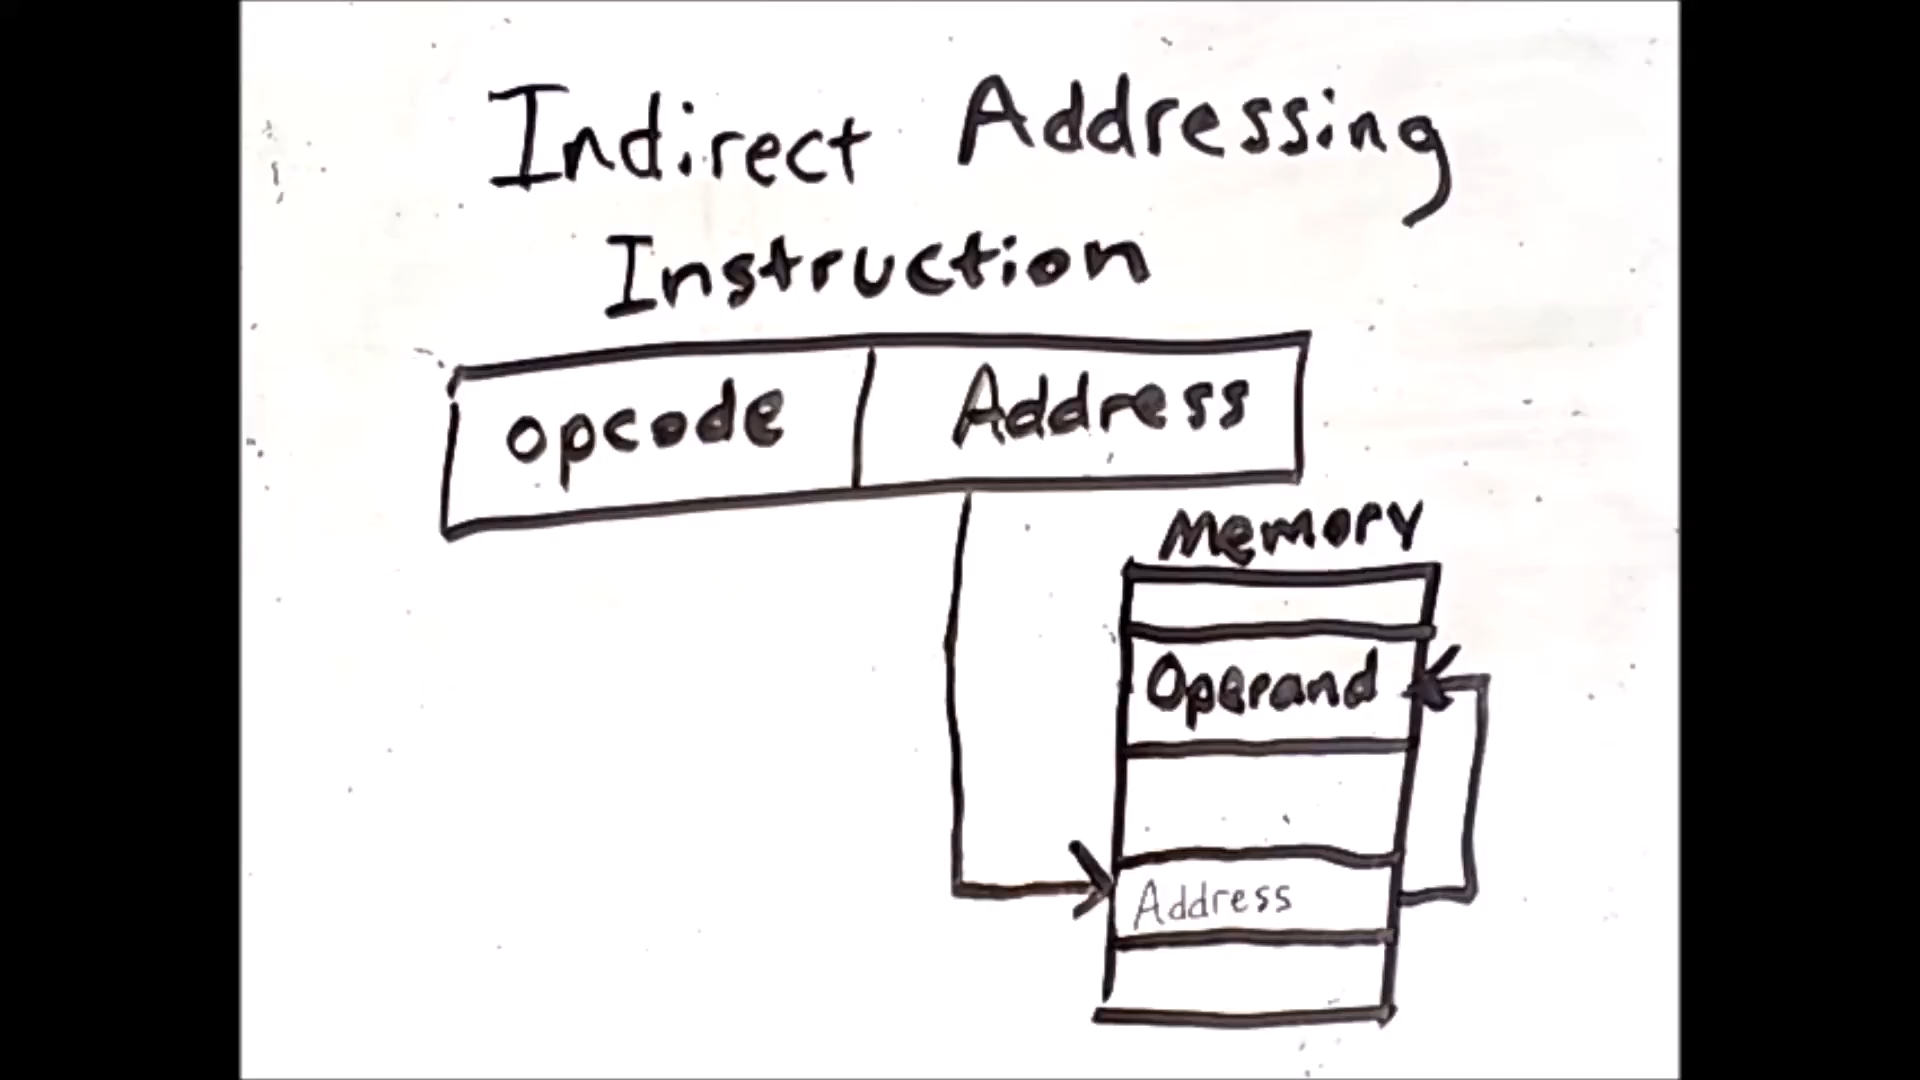 Indirect Addressing
Instruction
opcode Address
Memory
Operand
Address